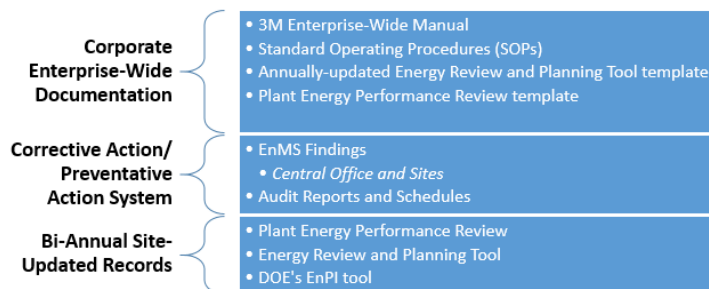 Corporate
Enterprise-Wide
Documentation
• 3M Enterprise-Wide Manual
• Standard Operating Procedures (SOPs)
• Annually-updated Energy Review and Planning Tool template
• Plant Energy Performance Review template
Corrective Action/
Preventative
Action System
• EnMS Findings
• Central Office and Sites
• Audit Reports and Schedules
Bi-Annual Site-
Updated Records
• Plant Energy Performance Review
• Energy Review and Planning Tool
• DOE's EnPI tool